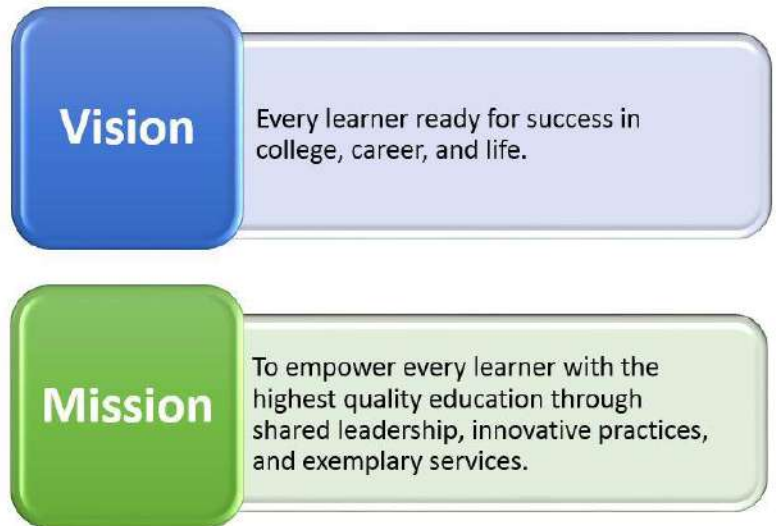 Vision
Every learner ready for success in
college, career, and life.
Mission
To empower every learner with the
highest quality education through
shared leadership, innovative practices,
and exemplary services.